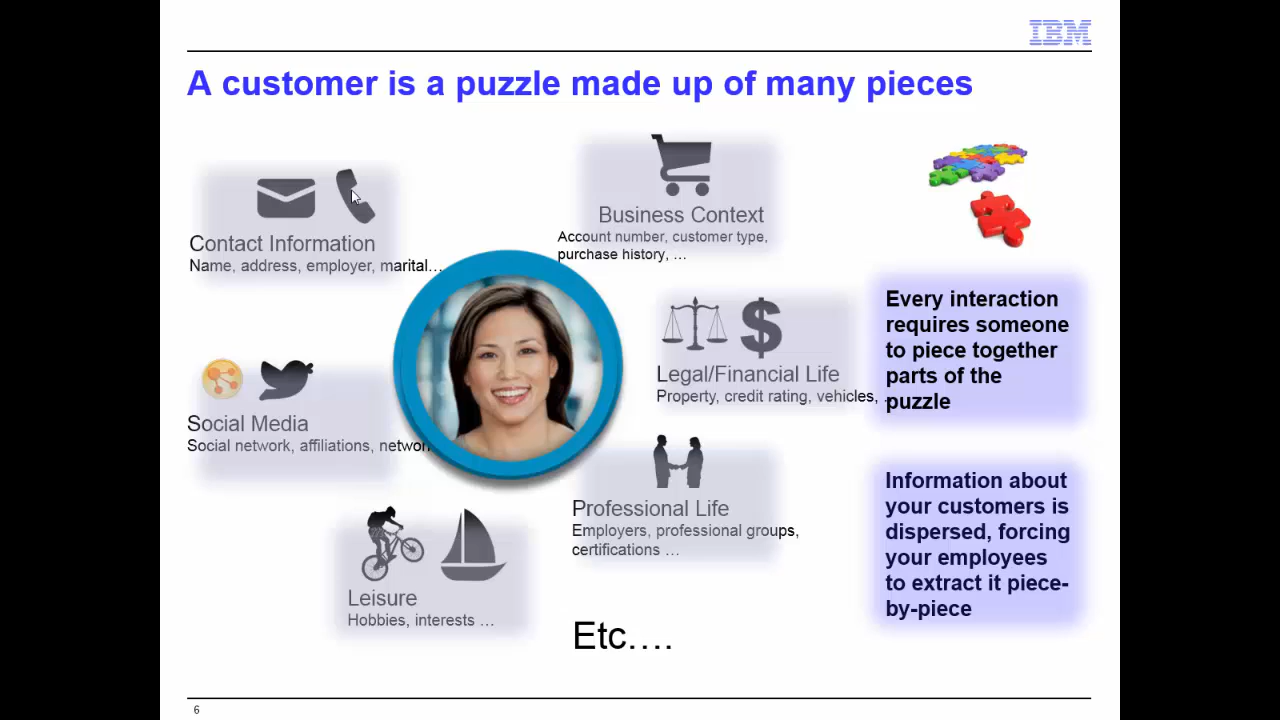 IBM
A customer is a puzzle made up of many pieces
Contact Information
Name, address, employer, marital…
Business Context
Account number, customer type,
purchase history, …
Social Media
Social network, affiliations, networ
Legal/Financial Life
Property, credit rating, vehicles, …
Professional Life
Employers, professional groups,
certifications …
Leisure
Hobbies, interests …
Etc….
Every interaction
requires someone
to piece together
parts of the
puzzle
Information about
your customers is
dispersed, forcing
your employees
to extract it piece-
by-piece
6